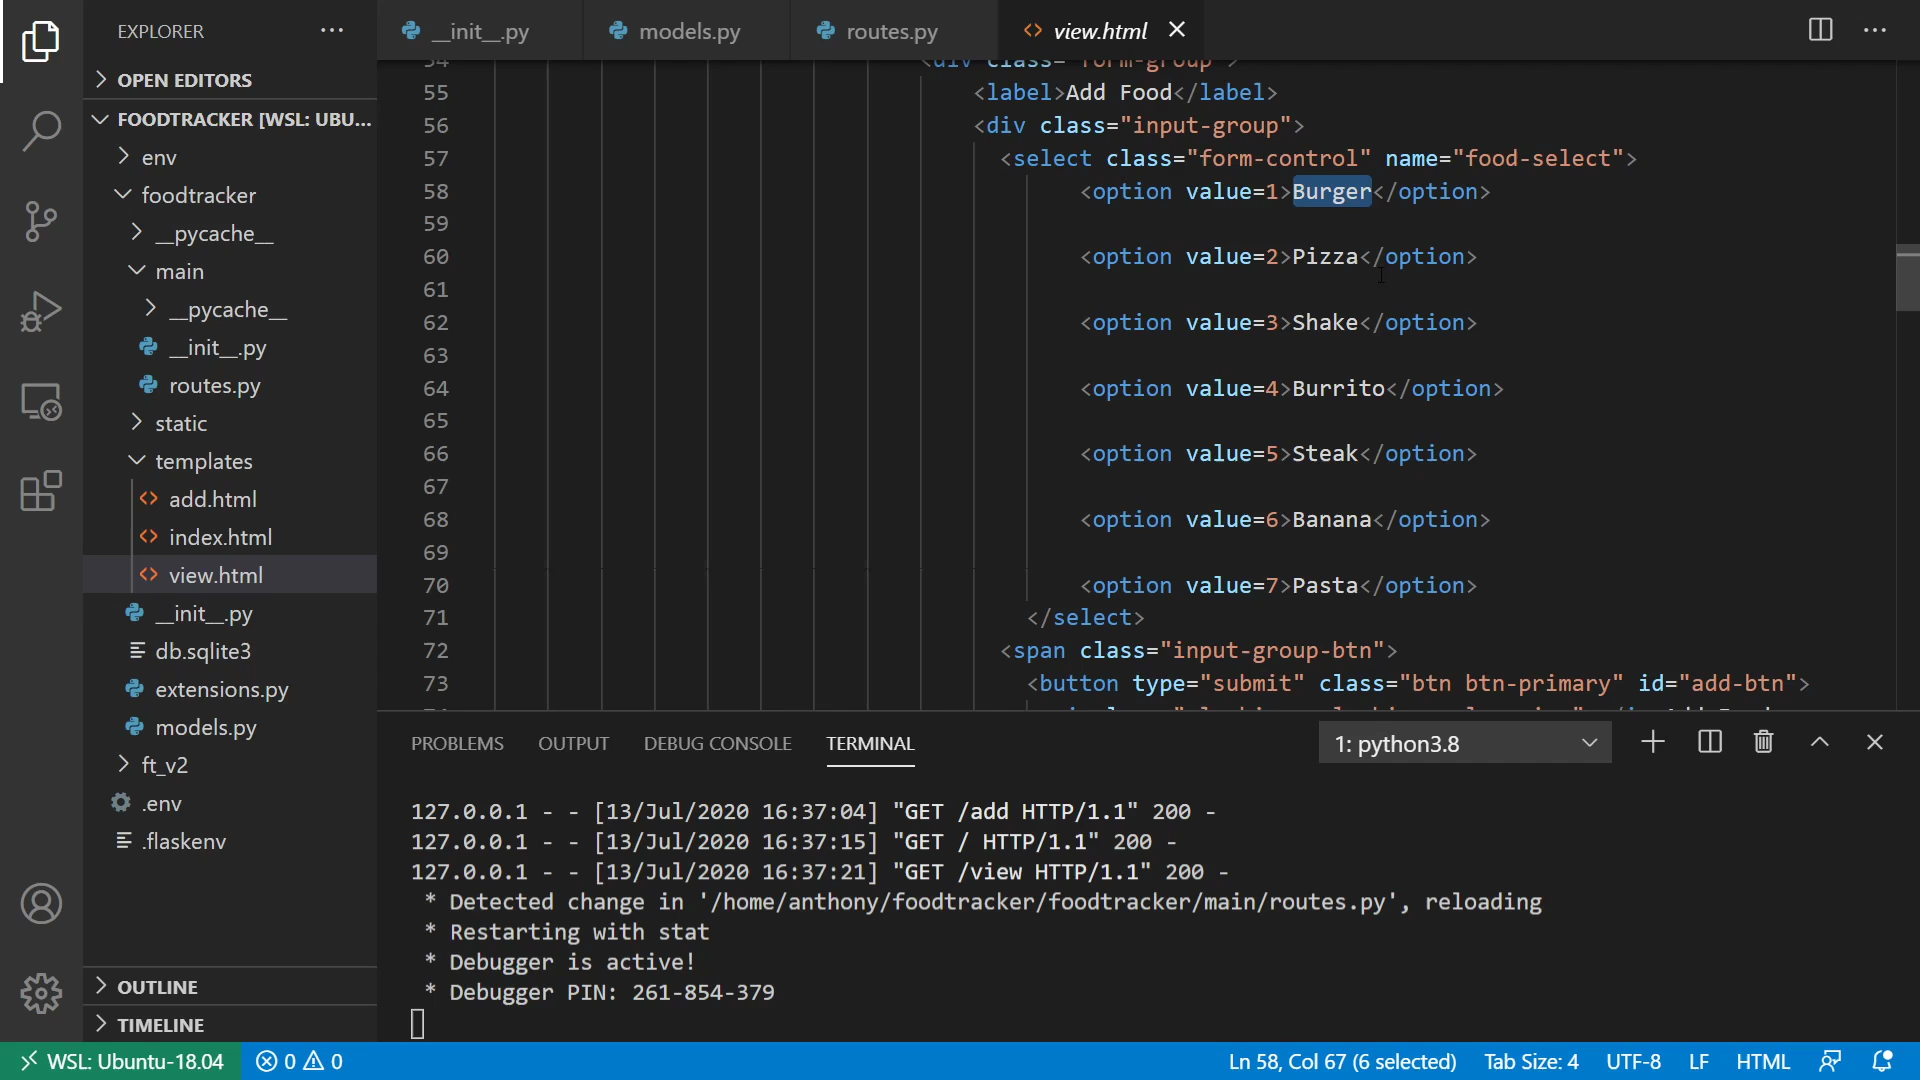 EXPLORER
__init__.py
models.py
routes.py
view.html
OPEN EDITORS
FOODTRACKER [WSL: UBU...
env
foodtracker
__pycache__
main
__pycache__
__init__.py
routes.py
static
templates
add.html
index.html
view.html
__init__.py
db.sqlite3
extensions.py
models.py
ft_v2
.env
.flaskenv
OUTLINE
TIMELINE
54 <div class="form-group">
55 <label>Add Food</label>
56 <div class="input-group">
57 <select class="form-control" name="food-select">
58 <option value=1>Burger</option>
59
60 <option value=2>Pizza</option>
61
62 <option value=3>Shake</option>
63
64 <option value=4>Burrito</option>
65
66 <option value=5>Steak</option>
67
68 <option value=6>Banana</option>
69
70 <option value=7>Pasta</option>
71 </select>
72 <span class="input-group-btn">
73 <button type="submit" class="btn btn-primary" id="add-btn">
PROBLEMS OUTPUT DEBUG CONSOLE TERMINAL
1: python3.8
127.0.0.1 - - [13/Jul/2020 16:37:04] "GET /add HTTP/1.1" 200 -
127.0.0.1 - - [13/Jul/2020 16:37:15] "GET / HTTP/1.1" 200 -
127.0.0.1 - - [13/Jul/2020 16:37:21] "GET /view HTTP/1.1" 200 -
* Detected change in '/home/anthony/foodtracker/foodtracker/main/routes.py', reloading
* Restarting with stat
* Debugger is active!
* Debugger PIN: 261-854-379
WSL: Ubuntu-18.04
0
0
Ln 58, Col 67 (6 selected)
Tab Size: 4
UTF-8
LF
HTML